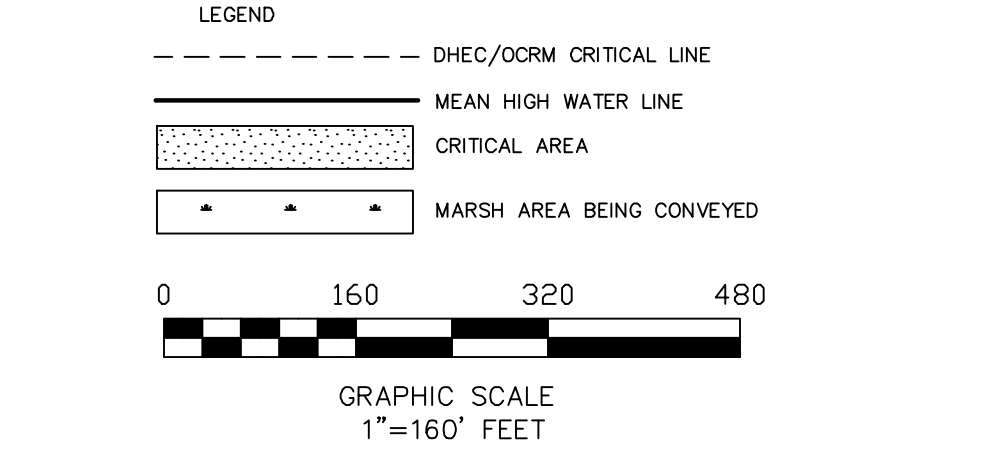 LEGEND
DHEC/OCRM CRITICAL LINE
MEAN HIGH WATER LINE
CRITICAL AREA
MARSH AREA BEING CONVEYED
0 160 320 480
GRAPHIC SCALE
1"=160' FEET